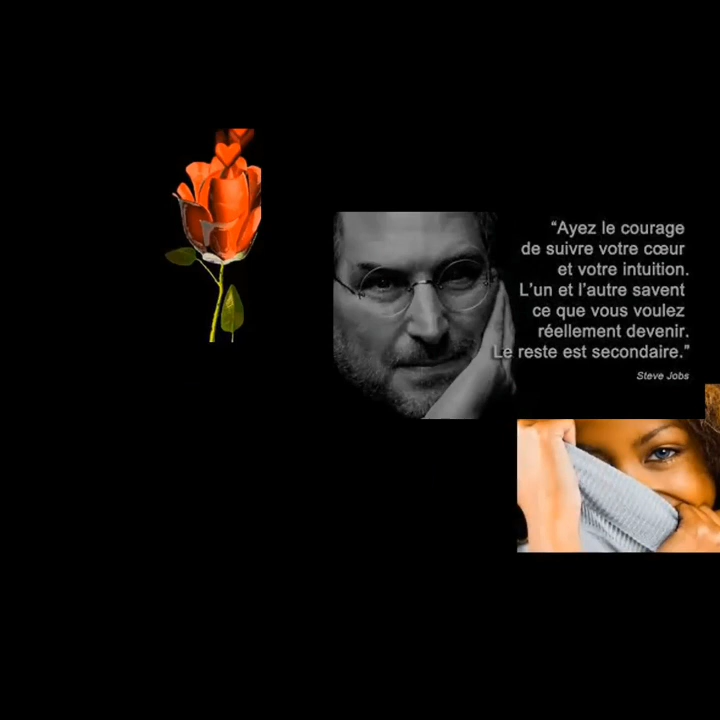 “Ayez le courage
de suivre votre cœur
et votre intuition.
L’un et l’autre savent
ce que vous voulez
réellement devenir.
Le reste est secondaire.”
Steve Jobs